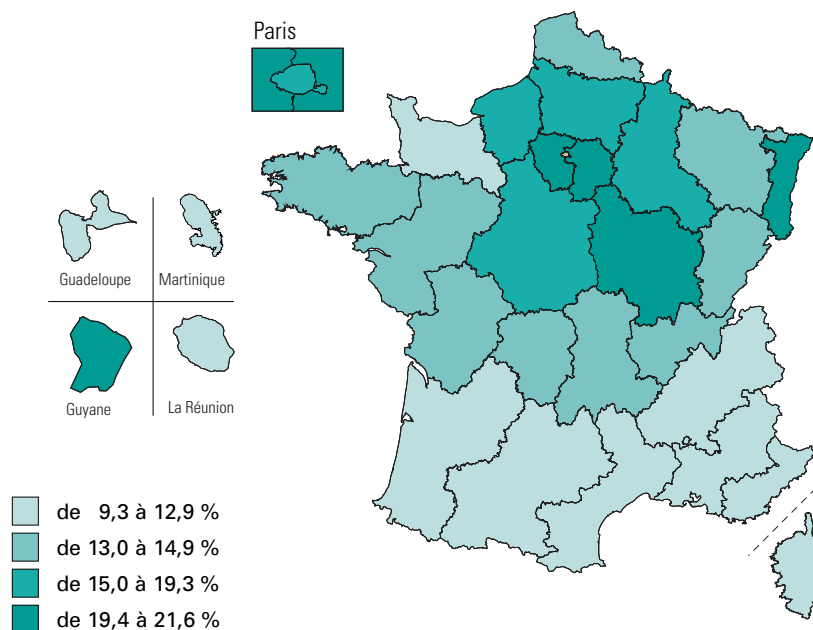 Paris
Guadeloupe
Martinique
Guyane
La Réunion
de 9,3 à 12,9 %
de 13,0 à 14,9 %
de 15,0 à 19,3 %
de 19,4 à 21,6 %